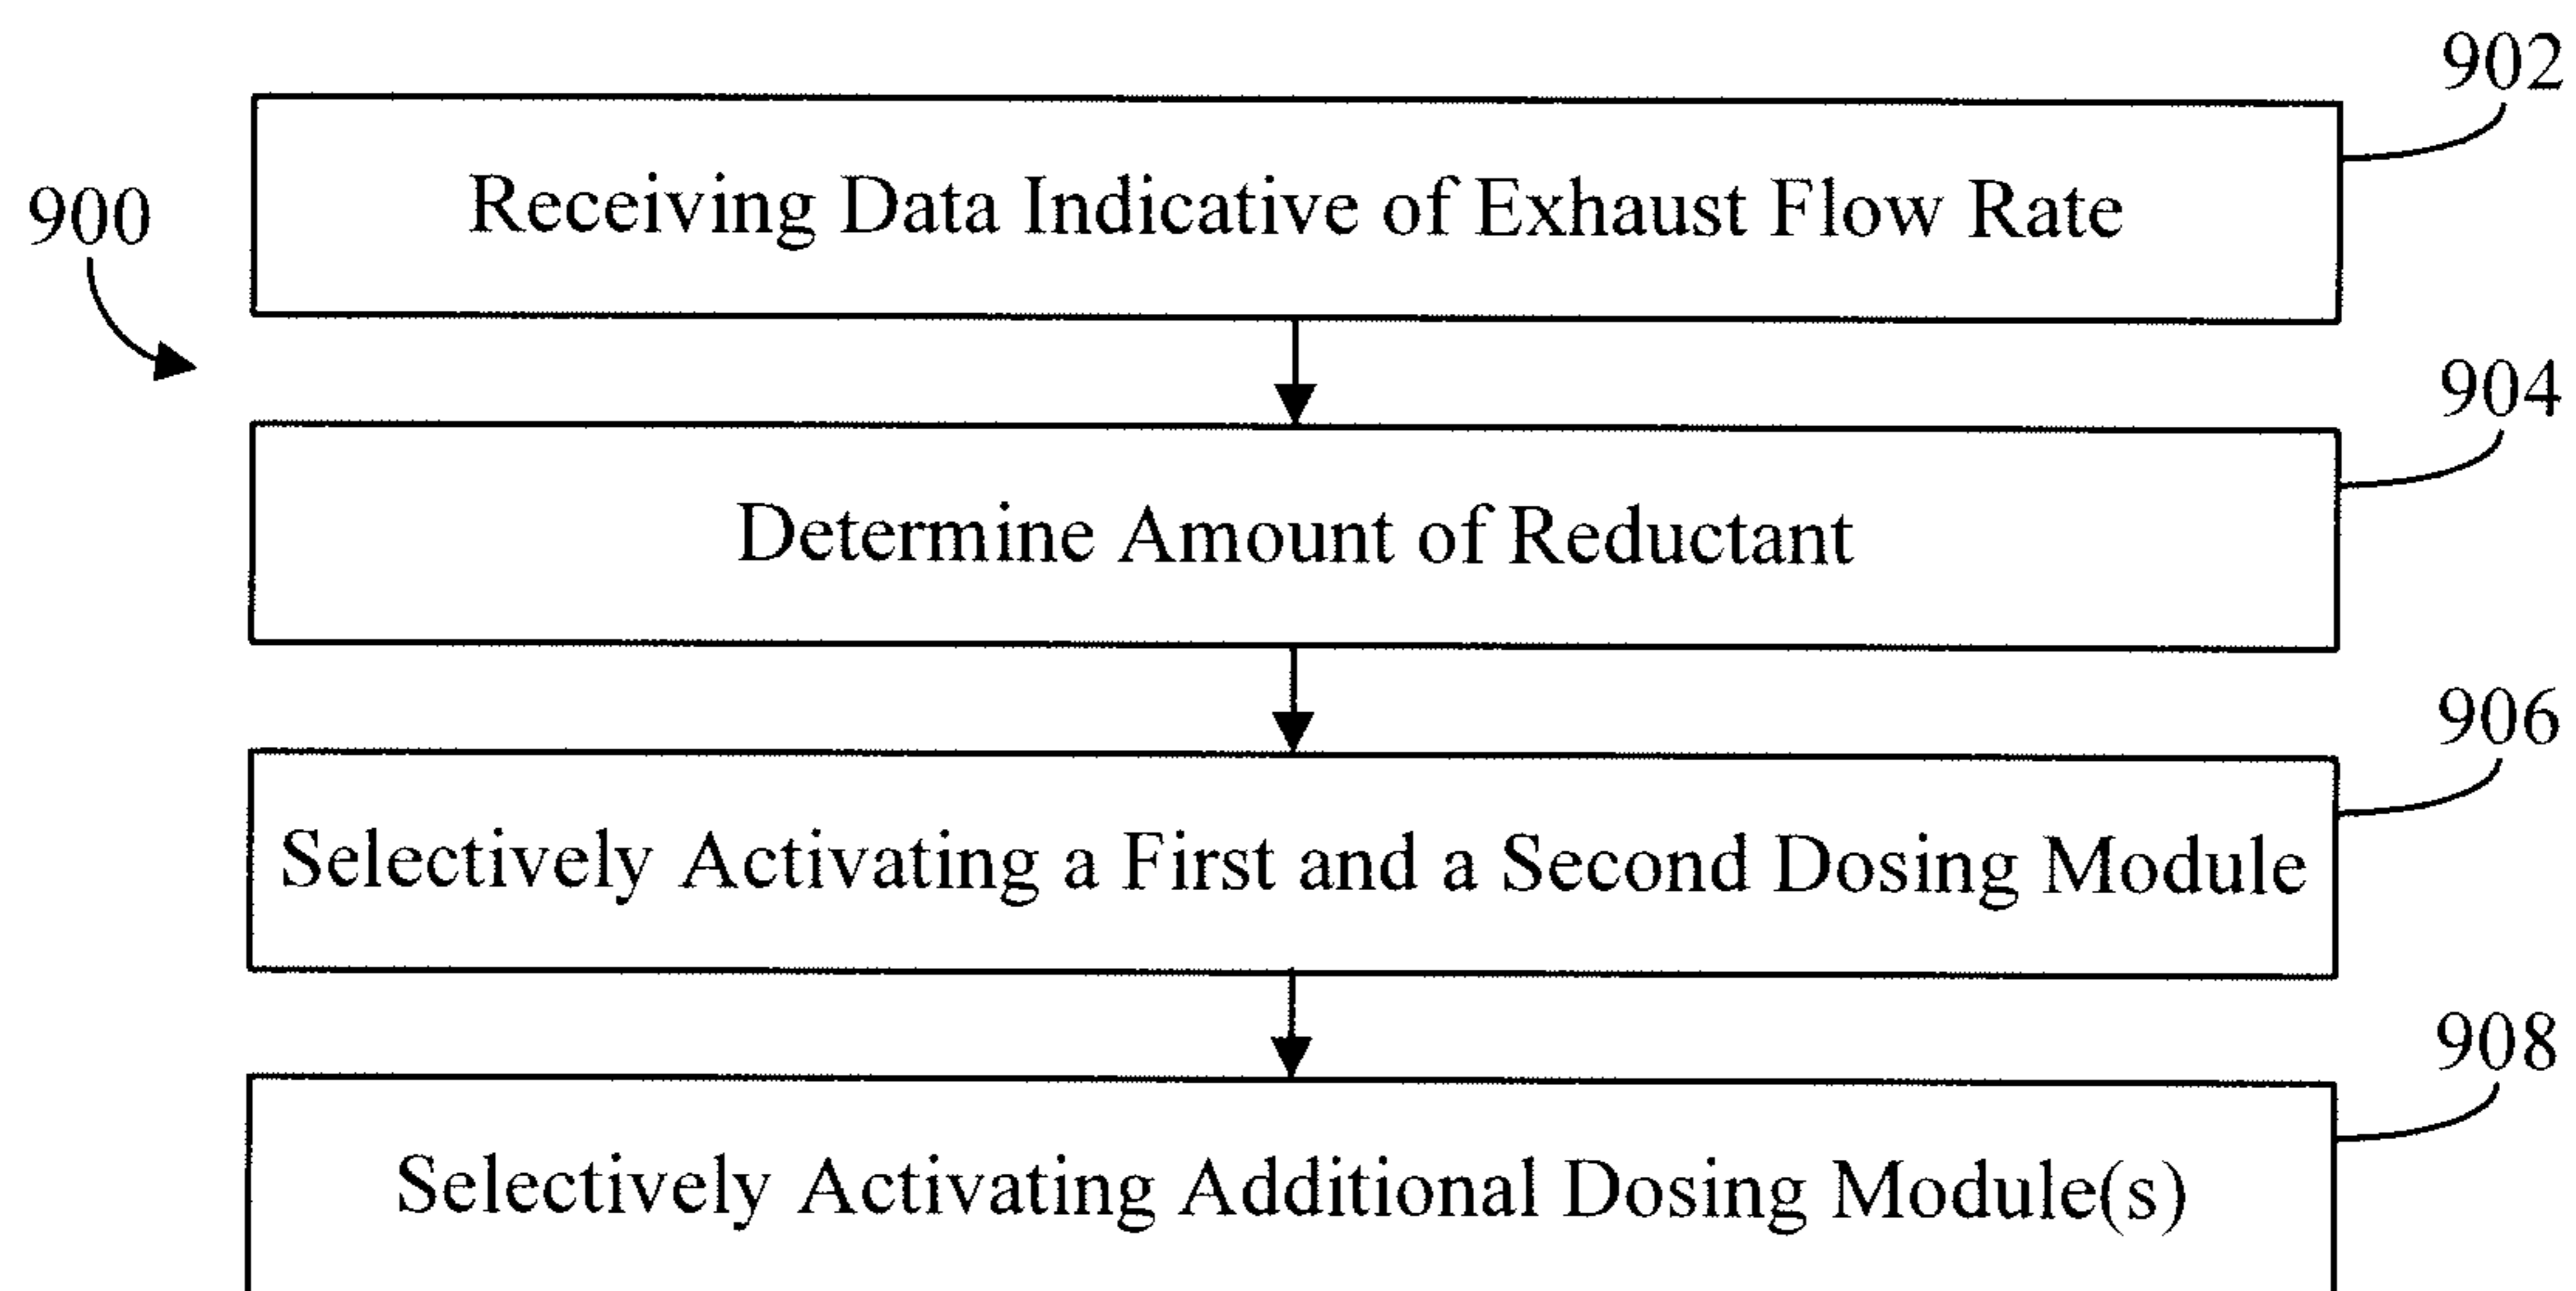 902
900
Receiving Data Indicative of Exhaust Flow Rate
904
Determine Amount of Reductant
906
Selectively Activating a First and a Second Dosing Module
908
Selectively Activating Additional Dosing Module(s)